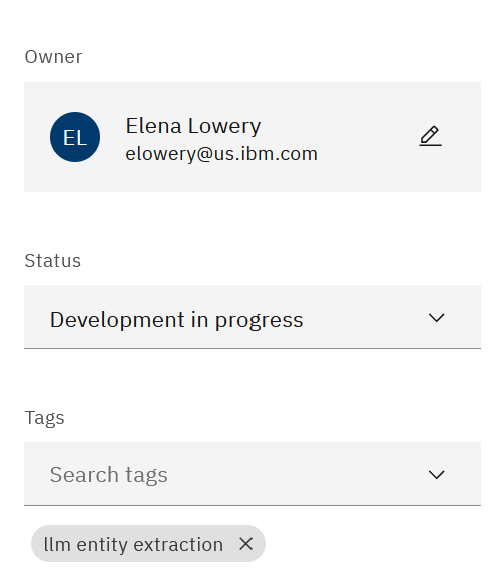 Owner
EL
Elena Lowery
elowery@us.ibm.com
Status
Development in progress
Tags
Search tags
llm entity extraction